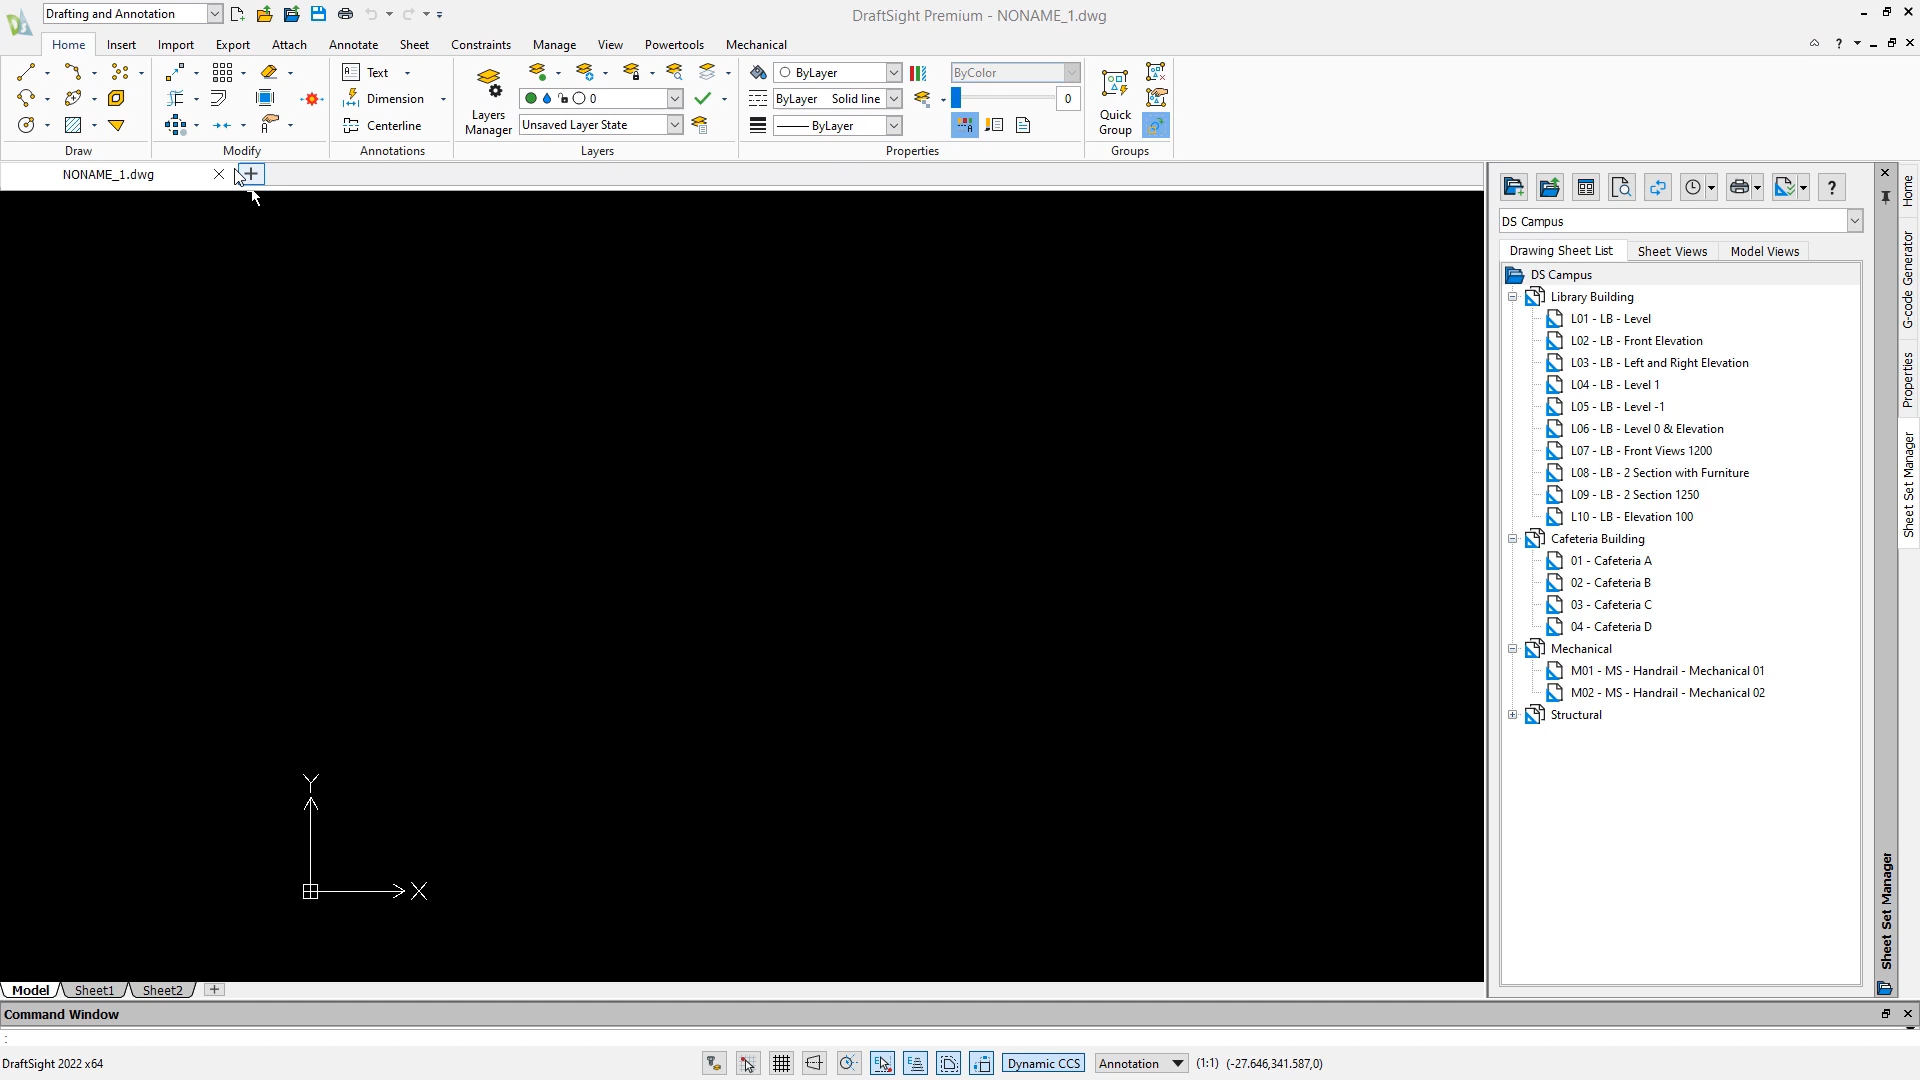 Drafting and Annotation
DraftSight Premium - NONAME_1.dwg
Home Insert Import Export Attach Annotate Sheet Constraints Manage View Powertools Mechanical
?
Text
Dimension
Centerline
Annotations
Draw
Modify
Layers
Manager
0
Unsaved Layer State
Layers
ByLayer
ByLayer Solid line
ByLayer
ByColor
0
Properties
Quick
Group
Groups
NONAME_1.dwg
Y
X
?
DS Campus
Drawing Sheet List Sheet Views Model Views
DS Campus
Library Building
L01 - LB - Level
L02 - LB - Front Elevation
L03 - LB - Left and Right Elevation
L04 - LB - Level 1
L05 - LB - Level -1
L06 - LB - Level 0 & Elevation
L07 - LB - Front Views 1200
L08 - LB - 2 Section with Furniture
L09 - LB - 2 Section 1250
L10 - LB - Elevation 100
Cafeteria Building
01 - Cafeteria A
02 - Cafeteria B
03 - Cafeteria C
04 - Cafeteria D
Mechanical
M01 - MS - Handrail - Mechanical 01
M02 - MS - Handrail - Mechanical 02
Structural
Sheet Set Manager
Home
G-code Generator
Properties
Sheet Set Manager
Model Sheet1 Sheet2
Command Window
:
DraftSight 2022 x64
Dynamic CCS
Annotation
(1:1) (-27.646,341.587,0)